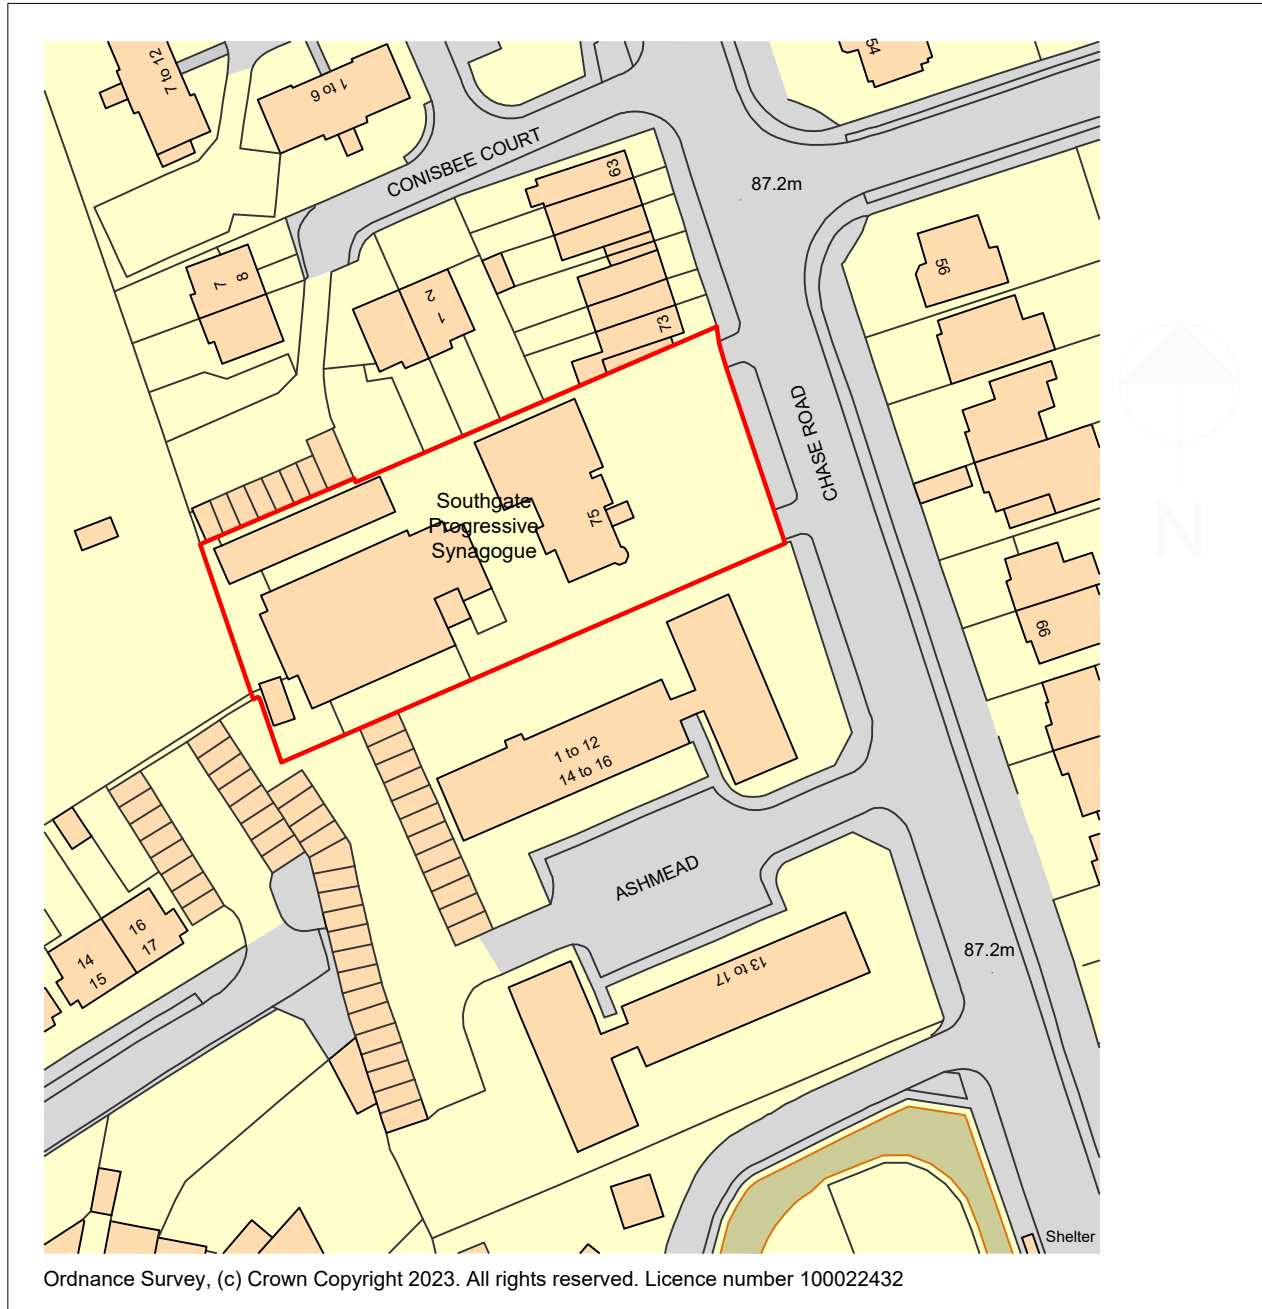 7 to 12
1 to 6
54
CONISBEE COURT
63
87.2m
56
8
7
2
1
73
CHASE ROAD
Southgate
Progressive
Synagogue
75
N
66
1 to 12
14 to 16
ASHMEAD
16
17
14
15
13 to 17
87.2m
Shelter
Ordnance Survey, (c) Crown Copyright 2023. All rights reserved. Licence number 100022432